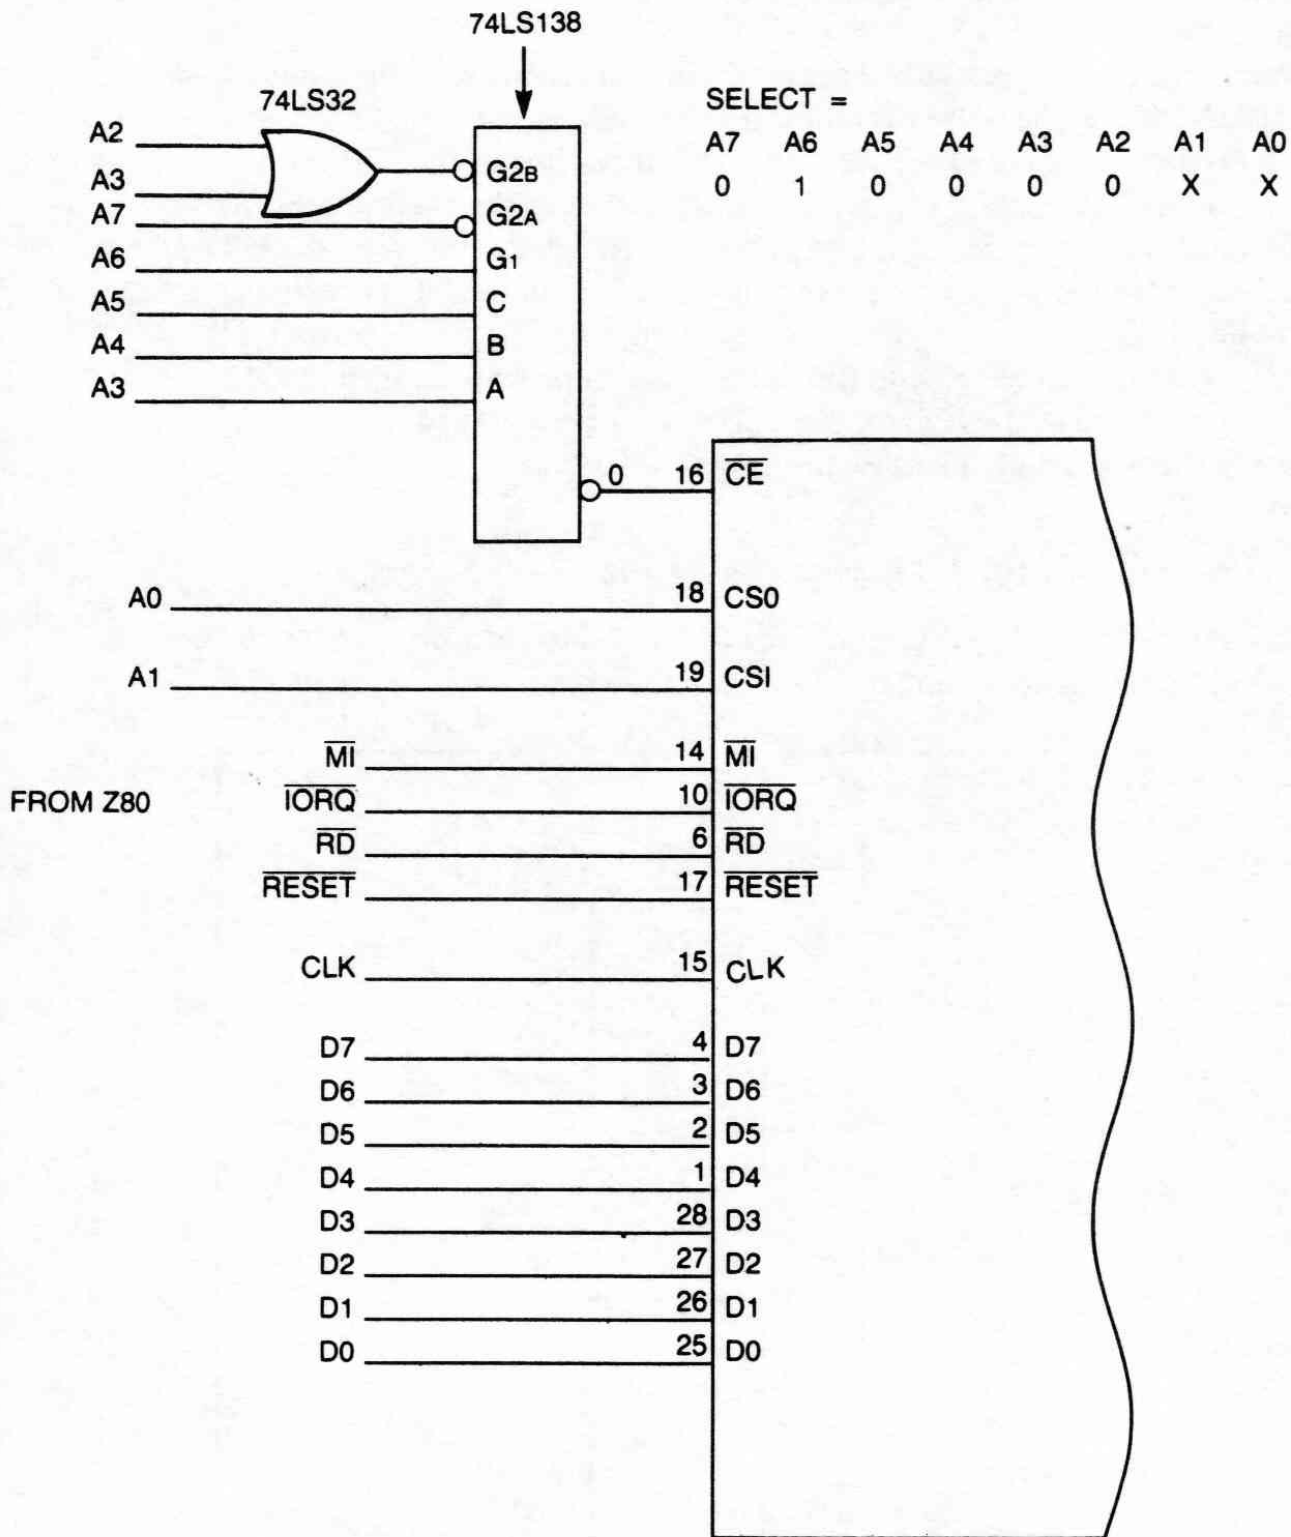 74LS138
74LS32
SELECT =
A7 A6 A5 A4 A3 A2 A1 A0
0 1 0 0 0 0 X X
A2
A3
A7
A6
A5
A4
A3
G2B
G2A
G1
C
B
A
0 16 CE
A0 18 CS0
A1 19 CSI
FROM Z80
MI 14 MI
IORQ 10 IORQ
RD 6 RD
RESET 17 RESET
CLK 15 CLK
D7 4 D7
D6 3 D6
D5 2 D5
D4 1 D4
D3 28 D3
D2 27 D2
D1 26 D1
D0 25 D0